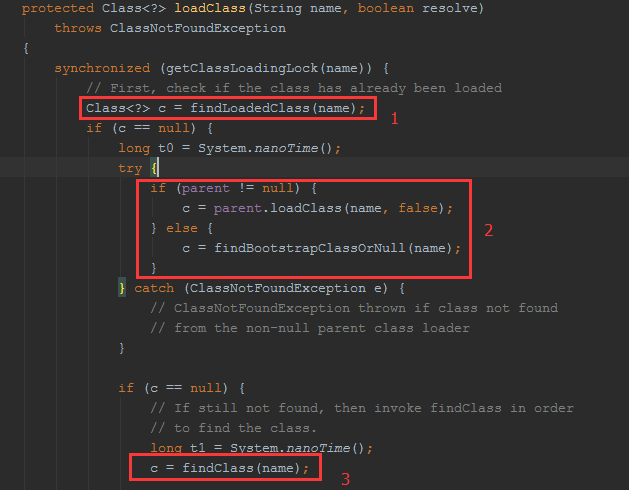 protected Class<?> loadClass(String name, boolean resolve)
throws ClassNotFoundException
{
synchronized (getClassLoadingLock(name)) {
// First, check if the class has already been loaded
Class<?> c = findLoadedClass(name);
1
if (c == null) {
long t0 = System.nanoTime();
try {
if (parent != null) {
c = parent.loadClass(name, false);
} else {
2
c = findBootstrapClassOrNull(name);
}
} catch (ClassNotFoundException e) {
// ClassNotFoundException thrown if class not found
// from the non-null parent class loader
}
if (c == null) {
// If still not found, then invoke findClass in order
// to find the class.
long t1 = System.nanoTime();
c = findClass(name);
3